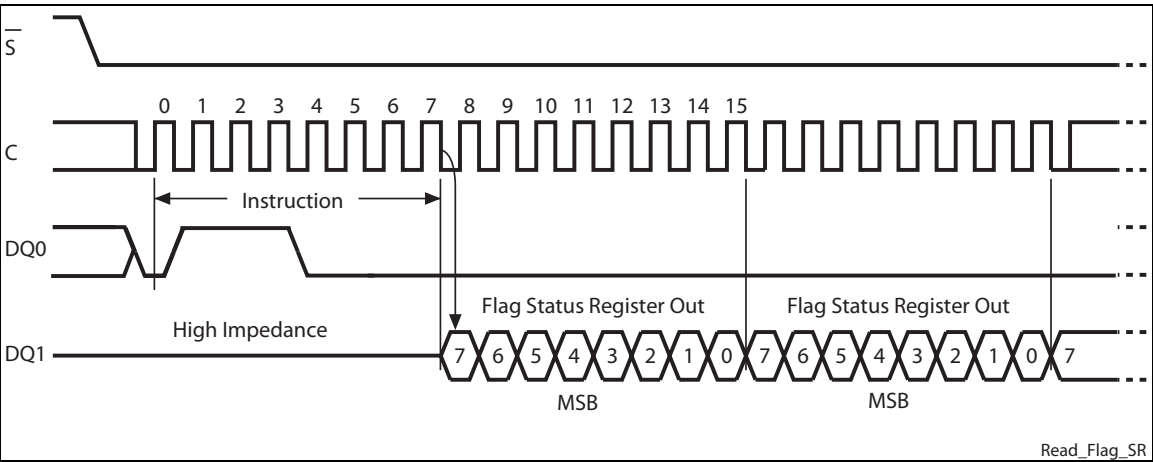 S
0 1 2 3 4 5 6 7 8 9 10 11 12 13 14 15
C
Instruction
DQ0
Flag Status Register Out Flag Status Register Out
High Impedance
DQ1 7 6 5 4 3 2 1 0 7 6 5 4 3 2 1 0 7
MSB MSB
Read_Flag_SR